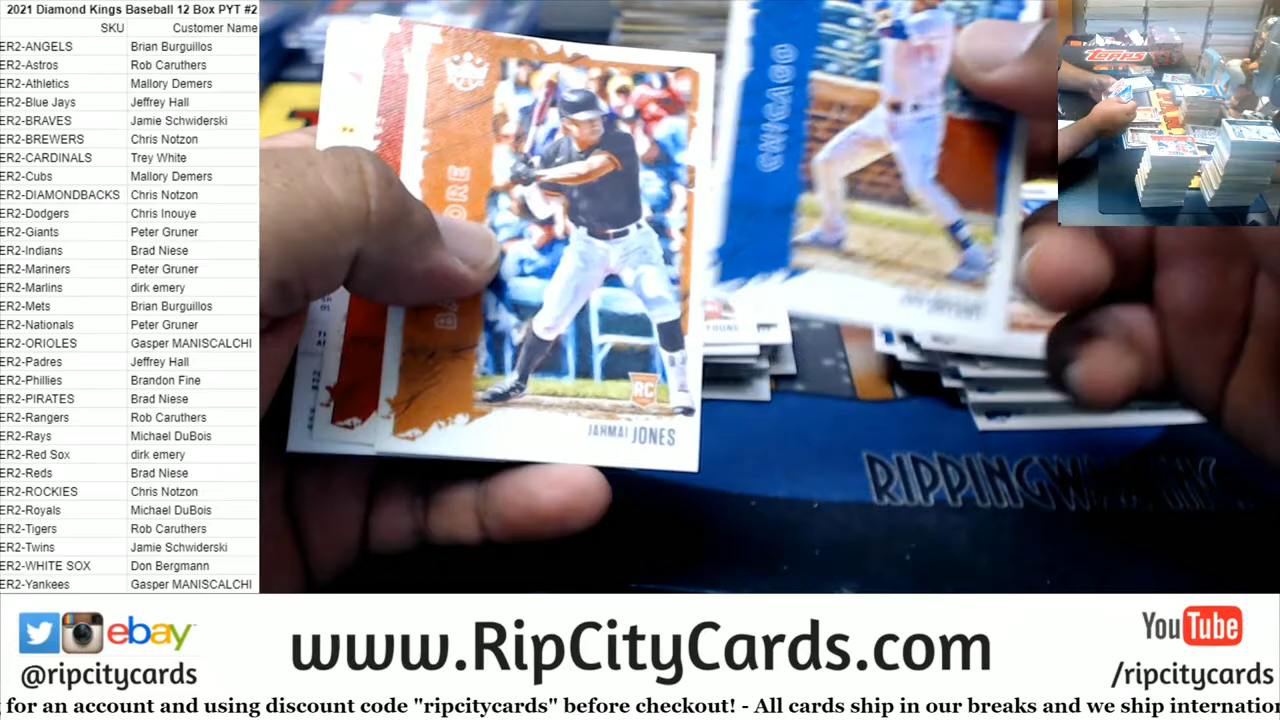 2021 Diamond Kings Baseball 12 Box PYT #2
SKU Customer Name
ER2-ANGELS Brian Burguillos
ER2-Astros Rob Caruthers
ER2-Athletics Mallory Demers
ER2-Blue Jays Jeffrey Hall
ER2-BRAVES Jamie Schwiderski
ER2-BREWERS Chris Notzon
ER2-CARDINALS Trey White
ER2-Cubs Mallory Demers
ER2-DIAMONDBACKS Chris Notzon
ER2-Dodgers Chris Inouye
ER2-Giants Peter Gruner
ER2-Indians Brad Niese
ER2-Mariners Peter Gruner
ER2-Marlins dirk emery
ER2-Mets Brian Burguillos
ER2-Nationals Peter Gruner
ER2-ORIOLES Gasper MANISCALCHI
ER2-Padres Jeffrey Hall
ER2-Phillies Brandon Fine
ER2-PIRATES Brad Niese
ER2-Rangers Rob Caruthers
ER2-Rays Michael DuBois
ER2-Red Sox dirk emery
ER2-Reds Brad Niese
ER2-ROCKIES Chris Notzon
ER2-Royals Michael DuBois
ER2-Tigers Rob Caruthers
ER2-Twins Jamie Schwiderski
ER2-WHITE SOX Don Bergmann
ER2-Yankees Gasper MANISCALCHI
CHICAGO
RC
JAHMAI JONES
YOUNG
Topps
ebay
@ripcitycards
www.RipCityCards.com
YouTube
/ripcitycards
for an account and using discount code "ripcitycards" before checkout! - All cards ship in our breaks and we ship internatio